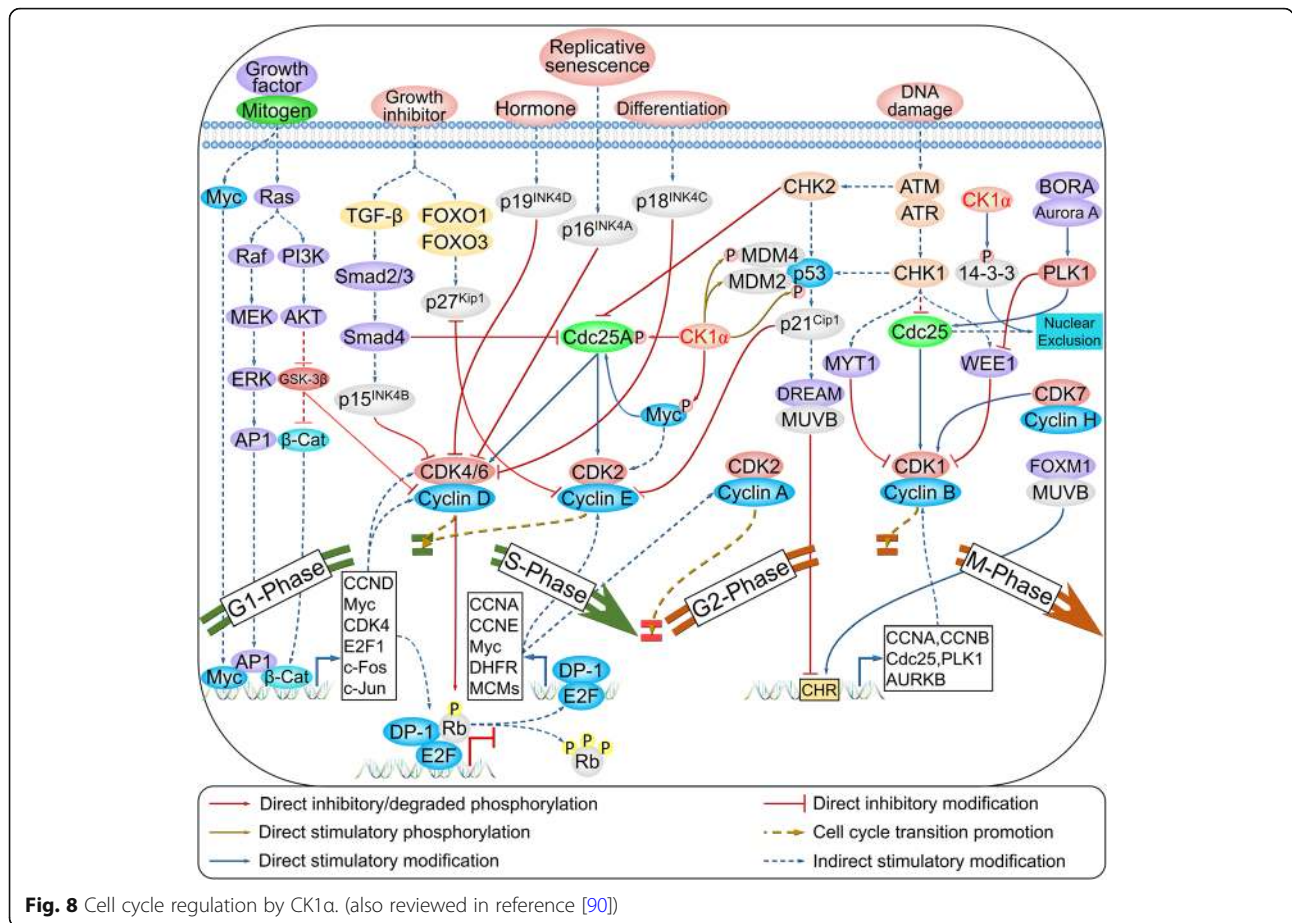 Growth
factor
Mitogen
Growth
inhibitor
Hormone
Replicative
senescence
Differentiation
DNA
damage
Myc
Ras
TGF-β
FOXO1
FOXO3
p19INK4D
p16INK4A
p18INK4C
CHK2
ATM
ATR
CK1α
BORA
Aurora A
Raf
PI3K
Smad2/3
p27Kip1
P
MDM4
MDM2
p53
P
CHK1
P
14-3-3
PLK1
MEK
AKT
Smad4
Cdc25A
P
CK1α
p21Cip1
Cdc25
Nuclear
Exclusion
ERK
GSK-3β
p15INK4B
Myc
P
DREAM
MUVB
MYT1
WEE1
CDK7
Cyclin H
AP1
β-Cat
CDK4/6
Cyclin D
CDK2
Cyclin E
CDK2
Cyclin A
CDK1
Cyclin B
FOXM1
MUVB
G1-Phase
S-Phase
G2-Phase
M-Phase
CCND
Myc
CDK4
E2F1
c-Fos
c-Jun
CCNA
CCNE
Myc
DHFR
MCMs
CCNA,CCNB
Cdc25,PLK1
AURKB
AP1
Myc
β-Cat
DP-1
E2F
CHR
P
DP-1
Rb
E2F
P
P
P
Rb
Direct inhibitory/degraded phosphorylation
Direct stimulatory phosphorylation
Direct stimulatory modification
Direct inhibitory modification
Cell cycle transition promotion
Indirect stimulatory modification
Fig. 8 Cell cycle regulation by CK1α. (also reviewed in reference [90])